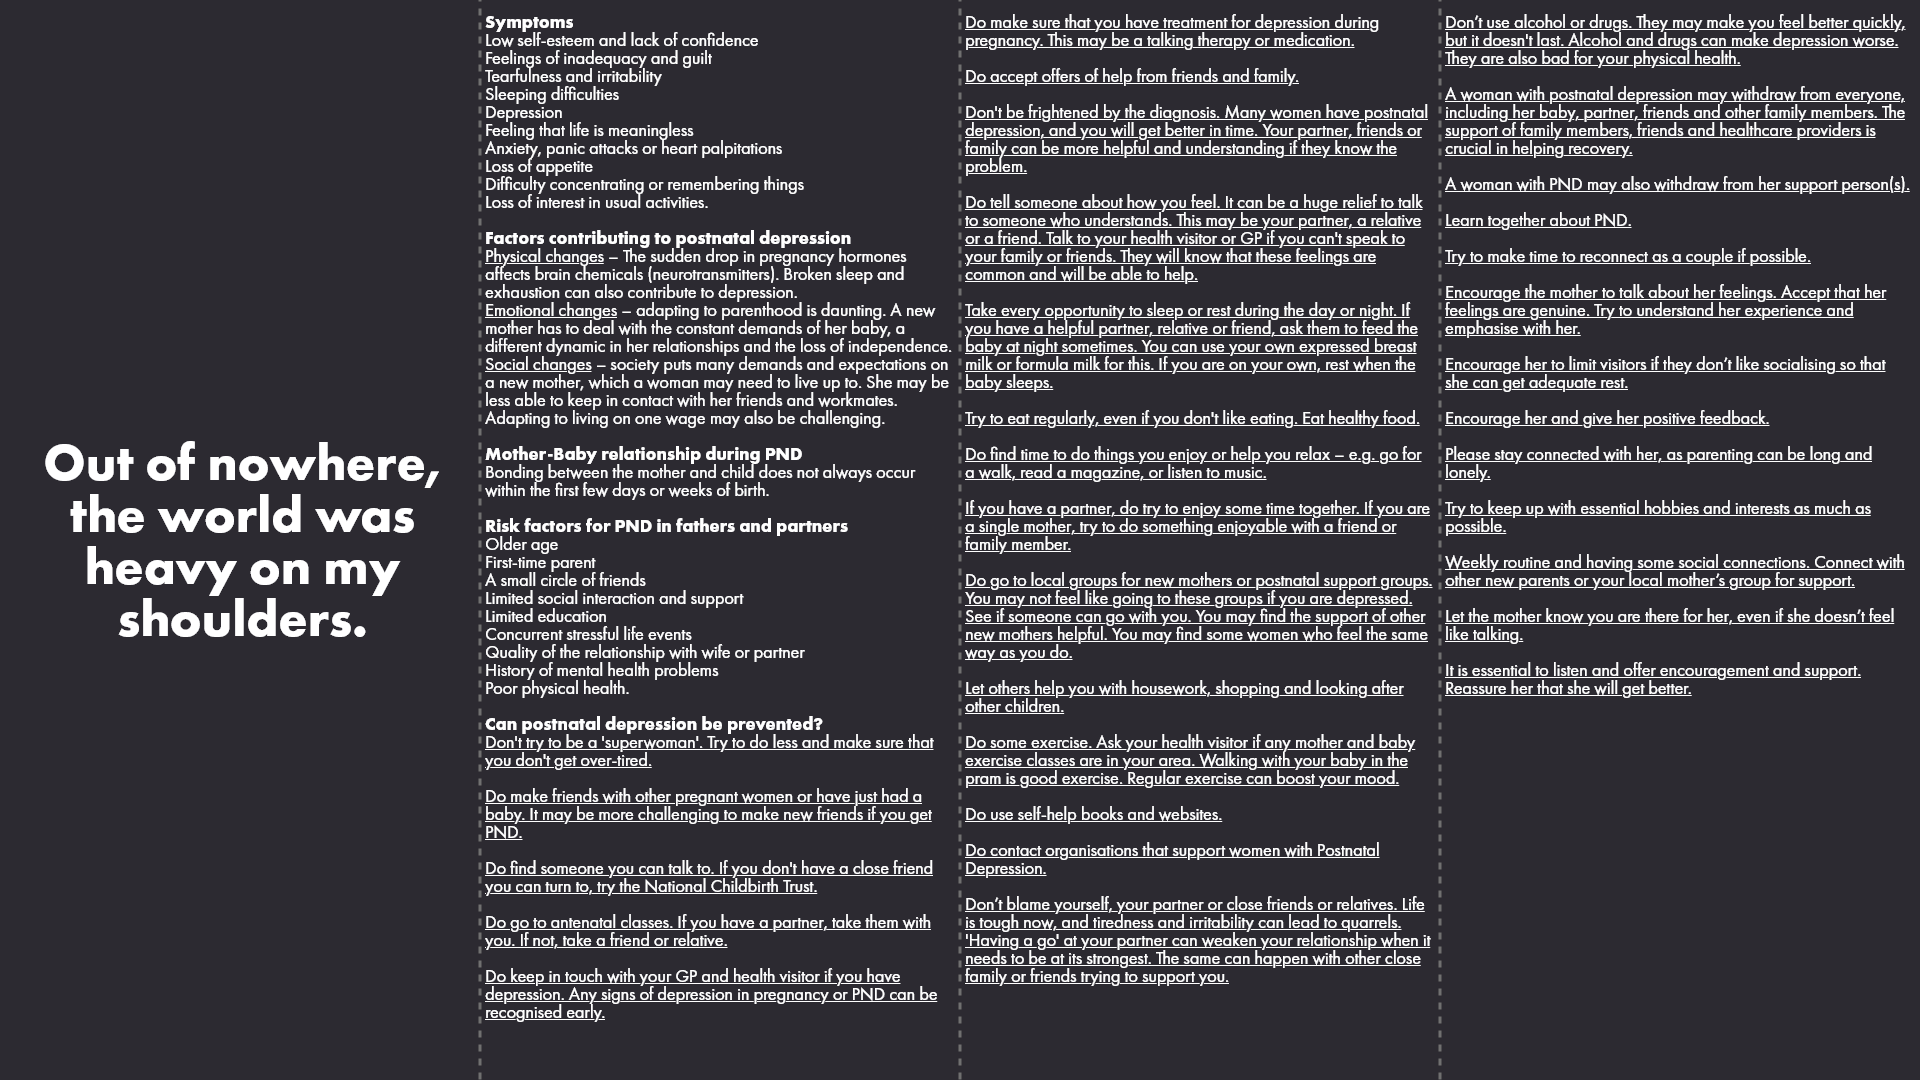 Out of nowhere,
the world was
heavy on my
shoulders.
Symptoms
Low self-esteem and lack of confidence
Feelings of inadequacy and guilt
Tearfulness and irritability
Sleeping difficulties
Depression
Feeling that life is meaningless
Anxiety, panic attacks or heart palpitations
Loss of appetite
Difficulty concentrating or remembering things
Loss of interest in usual activities.
Factors contributing to postnatal depression
Physical changes – The sudden drop in pregnancy hormones
affects brain chemicals (neurotransmitters). Broken sleep and
exhaustion can also contribute to depression.
Emotional changes – adapting to parenthood is daunting. A new
mother has to deal with the constant demands of her baby, a
different dynamic in her relationships and the loss of independence.
Social changes – society puts many demands and expectations on
a new mother, which a woman may need to live up to. She may be
less able to keep in contact with her friends and workmates.
Adapting to living on one wage may also be challenging.
Mother-Baby relationship during PND
Bonding between the mother and child does not always occur
within the first few days or weeks of birth.
Risk factors for PND in fathers and partners
Older age
First-time parent
A small circle of friends
Limited social interaction and support
Limited education
Concurrent stressful life events
Quality of the relationship with wife or partner
History of mental health problems
Poor physical health.
Can postnatal depression be prevented?
Don't try to be a 'superwoman'. Try to do less and make sure that
you don't get over-tired.
Do make friends with other pregnant women or have just had a
baby. It may be more challenging to make new friends if you get
PND.
Do find someone you can talk to. If you don't have a close friend
you can turn to, try the National Childbirth Trust.
Do go to antenatal classes. If you have a partner, take them with
you. If not, take a friend or relative.
Do keep in touch with your GP and health visitor if you have
depression. Any signs of depression in pregnancy or PND can be
recognised early.
Do make sure that you have treatment for depression during
pregnancy. This may be a talking therapy or medication.
Do accept offers of help from friends and family.
Don't be frightened by the diagnosis. Many women have postnatal
depression, and you will get better in time. Your partner, friends or
family can be more helpful and understanding if they know the
problem.
Do tell someone about how you feel. It can be a huge relief to talk
to someone who understands. This may be your partner, a relative
or a friend. Talk to your health visitor or GP if you can't speak to
your family or friends. They will know that these feelings are
common and will be able to help.
Take every opportunity to sleep or rest during the day or night. If
you have a helpful partner, relative or friend, ask them to feed the
baby at night sometimes. You can use your own expressed breast
milk or formula milk for this. If you are on your own, rest when the
baby sleeps.
Try to eat regularly, even if you don't like eating. Eat healthy food.
Do find time to do things you enjoy or help you relax – e.g. go for
a walk, read a magazine, or listen to music.
If you have a partner, do try to enjoy some time together. If you are
a single mother, try to do something enjoyable with a friend or
family member.
Do go to local groups for new mothers or postnatal support groups.
You may not feel like going to these groups if you are depressed.
See if someone can go with you. You may find the support of other
new mothers helpful. You may find some women who feel the same
way as you do.
Let others help you with housework, shopping and looking after
other children.
Do some exercise. Ask your health visitor if any mother and baby
exercise classes are in your area. Walking with your baby in the
pram is good exercise. Regular exercise can boost your mood.
Do use self-help books and websites.
Do contact organisations that support women with Postnatal
Depression.
Don’t blame yourself, your partner or close friends or relatives. Life
is tough now, and tiredness and irritability can lead to quarrels.
'Having a go' at your partner can weaken your relationship when it
needs to be at its strongest. The same can happen with other close
family or friends trying to support you.
Don’t use alcohol or drugs. They may make you feel better quickly,
but it doesn't last. Alcohol and drugs can make depression worse.
They are also bad for your physical health.
A woman with postnatal depression may withdraw from everyone,
including her baby, partner, friends and other family members. The
support of family members, friends and healthcare providers is
crucial in helping recovery.
A woman with PND may also withdraw from her support person(s).
Learn together about PND.
Try to make time to reconnect as a couple if possible.
Encourage the mother to talk about her feelings. Accept that her
feelings are genuine. Try to understand her experience and
emphasise with her.
Encourage her to limit visitors if they don’t like socialising so that
she can get adequate rest.
Encourage her and give her positive feedback.
Please stay connected with her, as parenting can be long and
lonely.
Try to keep up with essential hobbies and interests as much as
possible.
Weekly routine and having some social connections. Connect with
other new parents or your local mother’s group for support.
Let the mother know you are there for her, even if she doesn’t feel
like talking.
It is essential to listen and offer encouragement and support.
Reassure her that she will get better.